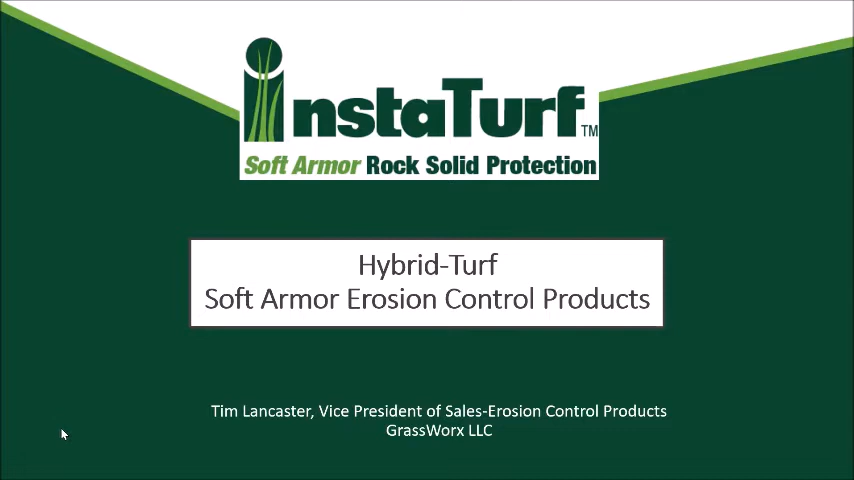 InstaTurf™
Soft Armor Rock Solid Protection
Hybrid-Turf
Soft Armor Erosion Control Products
Tim Lancaster, Vice President of Sales-Erosion Control Products
GrassWorx LLC